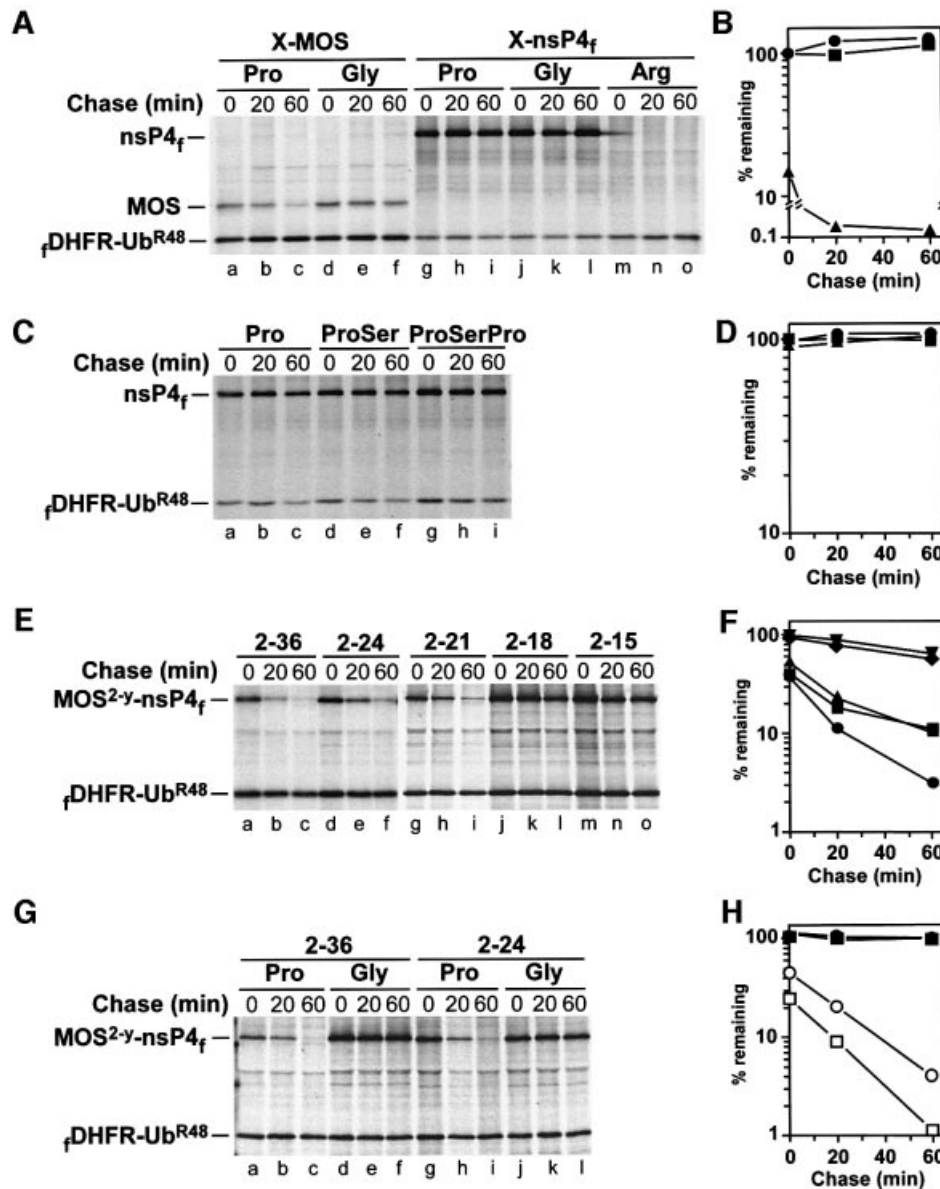 A
X-MOS X-nsP4f
Pro Gly Pro Gly Arg
Chase (min) 0 20 60 0 20 60 0 20 60 0 20 60 0 20 60
nsP4f
MOS
fDHFR-UbR48
a b c d e f g h i j k l m n o
B
% remaining
100
10
0.1
0 20 40 60
Chase (min)
C
Pro ProSer ProSerPro
Chase (min) 0 20 60 0 20 60 0 20 60
nsP4f
fDHFR-UbR48
a b c d e f g h i
D
% remaining
100
10
0 20 40 60
Chase (min)
E
2-36 2-24 2-21 2-18 2-15
Chase (min) 0 20 60 0 20 60 0 20 60 0 20 60 0 20 60
MOS2-y-nsP4f
fDHFR-UbR48
a b c d e f g h i j k l m n o
F
% remaining
100
10
1
0 20 40 60
Chase (min)
G
2-36 2-24
Pro Gly Pro Gly
Chase (min) 0 20 60 0 20 60 0 20 60 0 20 60
MOS2-y-nsP4f
fDHFR-UbR48
a b c d e f g h i j k l
H
% remaining
100
10
1
0 20 40 60
Chase (min)